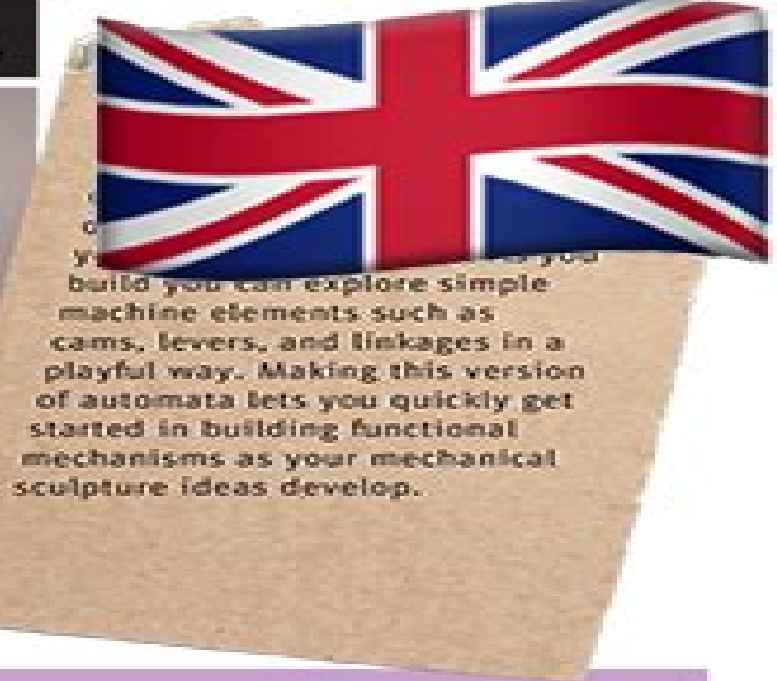 you
build you can explore simple
machine elements such as
cams, levers, and linkages in a
playful way. Making this version
of automata lets you quickly get
started in building functional
mechanisms as your mechanical
sculpture ideas develop.